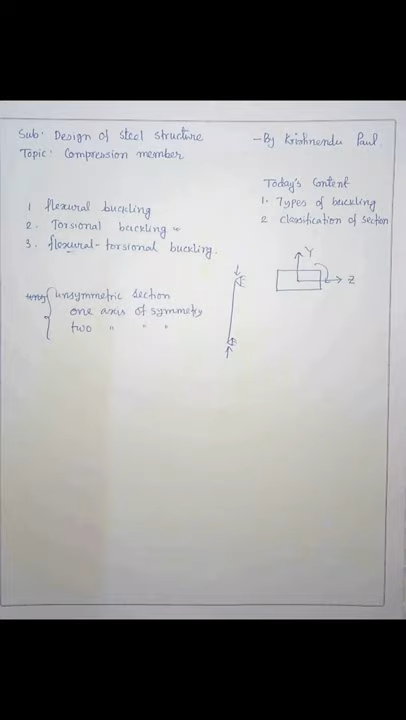 Sub: Design of steel structure
- By Krishnendu Paul
Topic: Compression member
Today's Content
1. Types of buckling
2 classification of section
1 flexural buckling
2. Torsional buckling
3. flexural-torsional buckling.
Y
Z
unsymmetric section
one axis of symmetry
two " " "